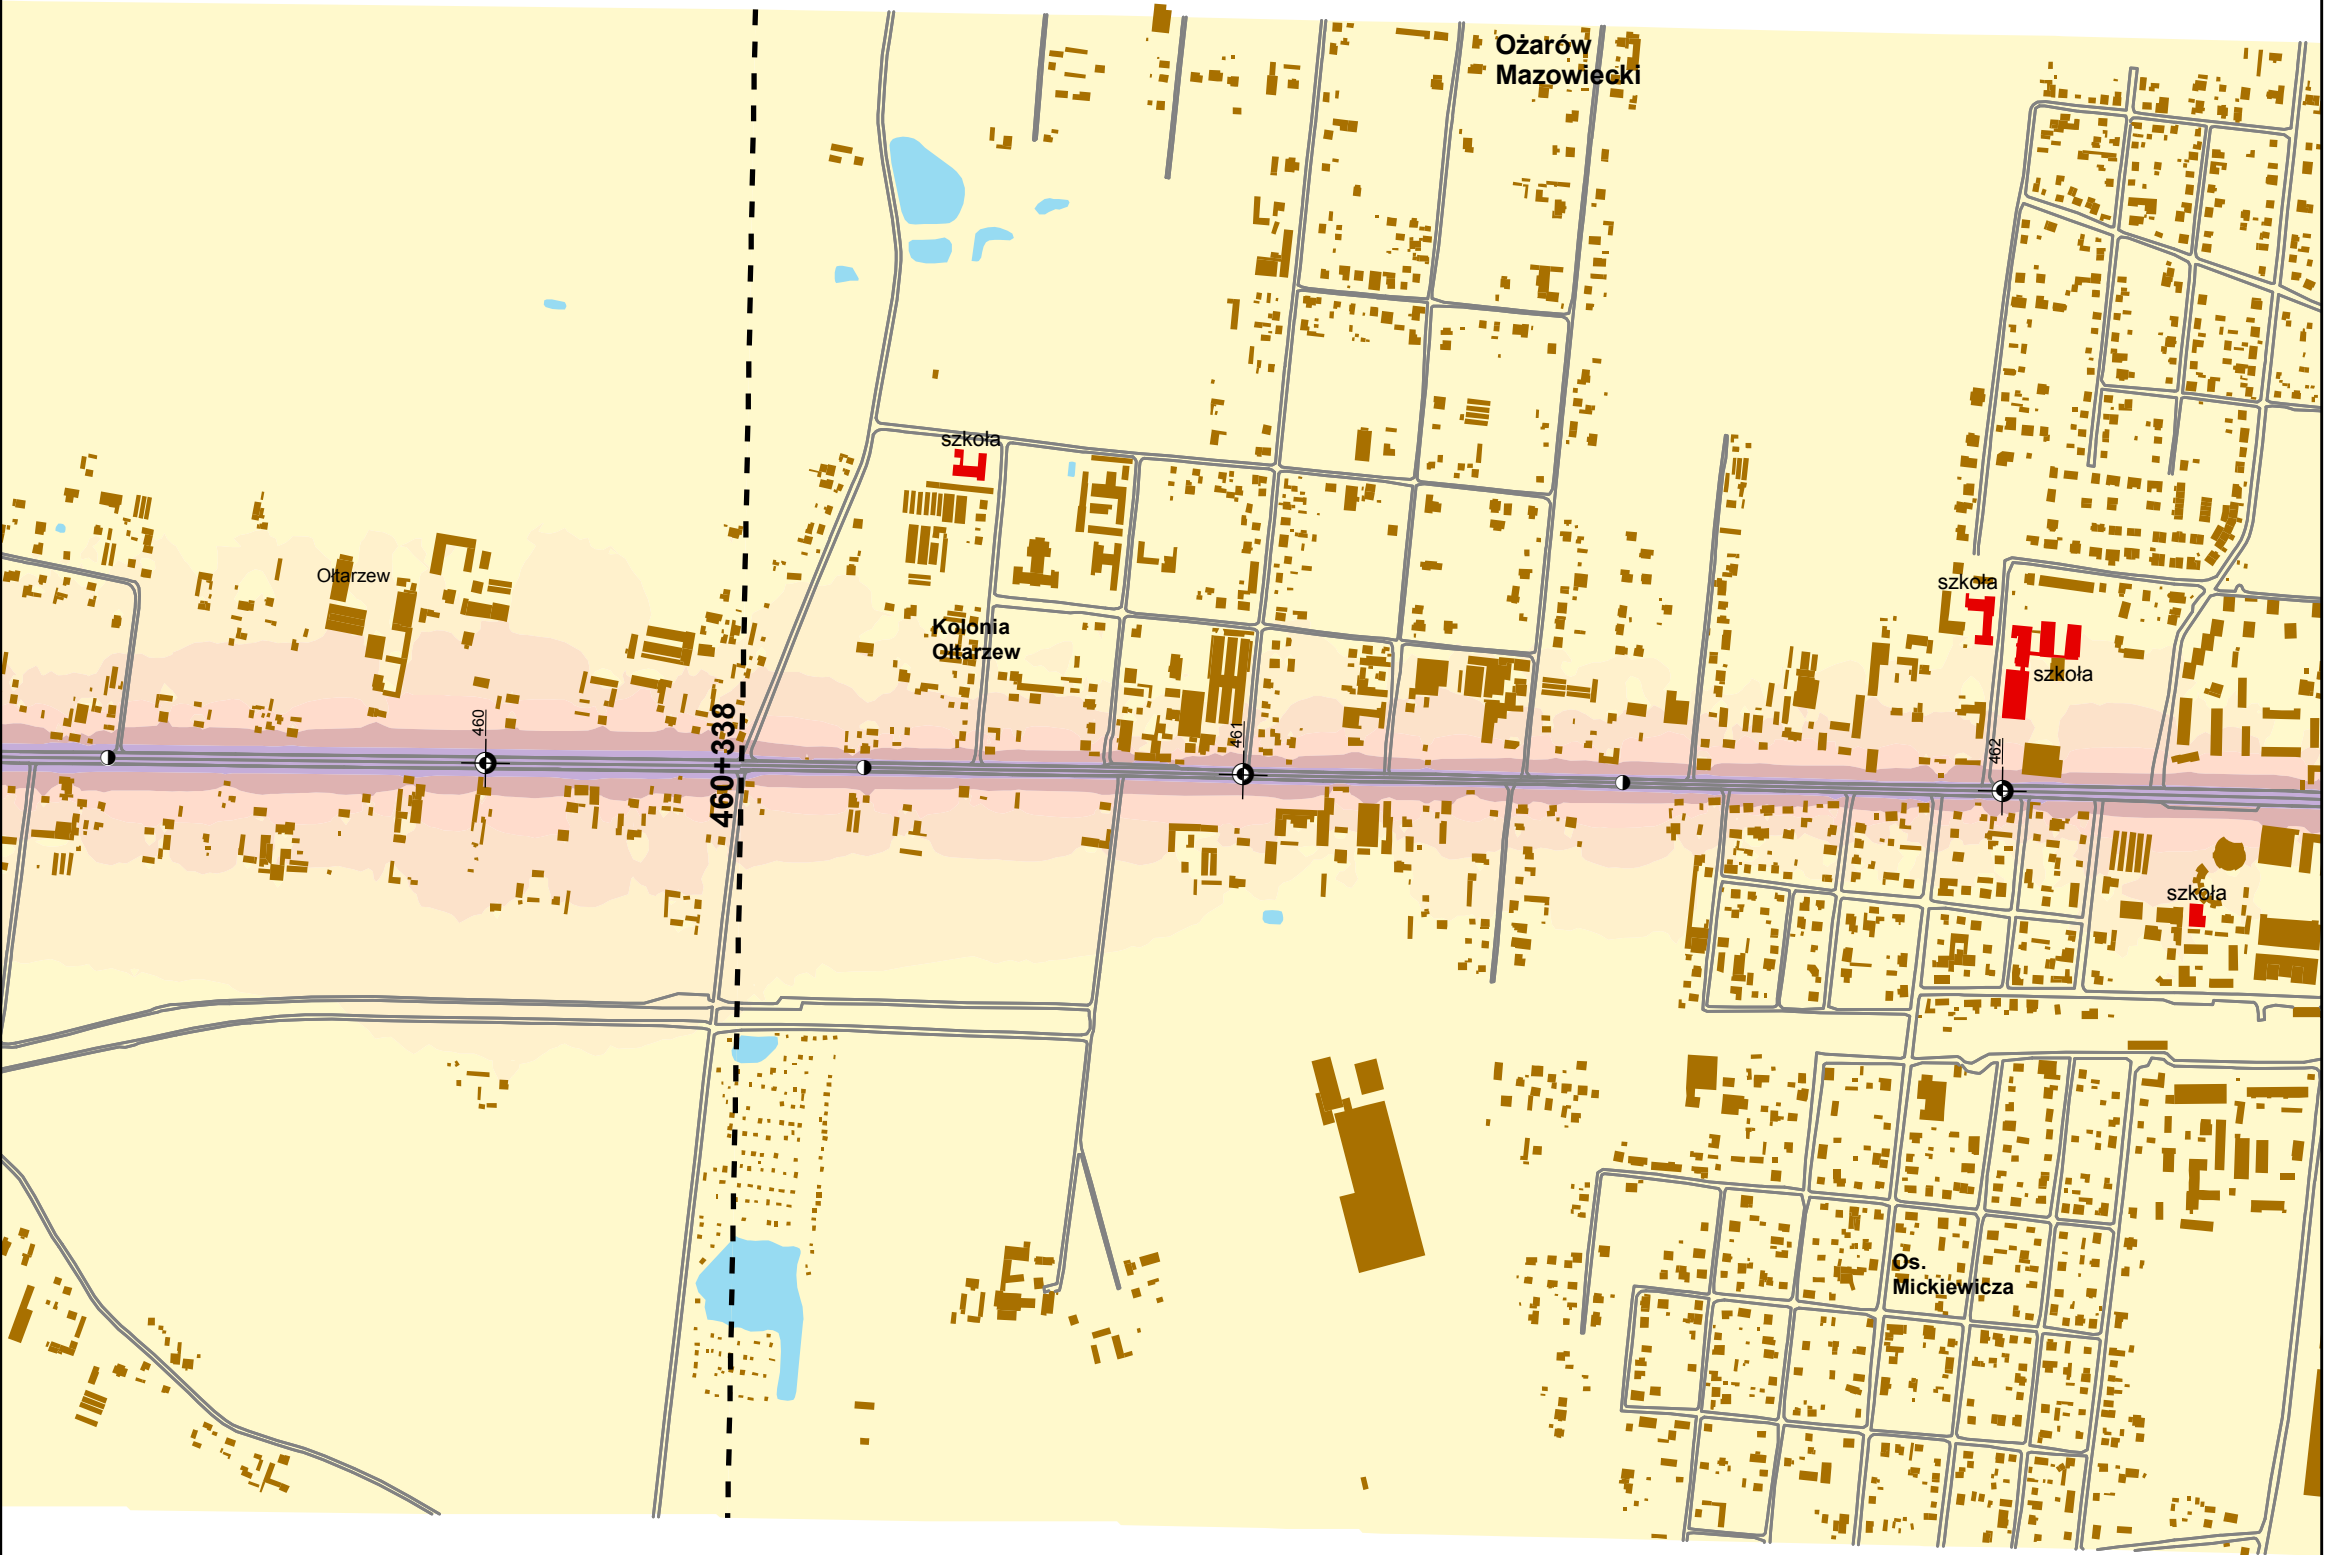 Ożarów
Mazowiecki
szkoła
Ołtarzew
szkoła
Kolonia
Ołtarzew
szkoła
460
460+338
461
462
szkoła
Os.
Mickiewicza